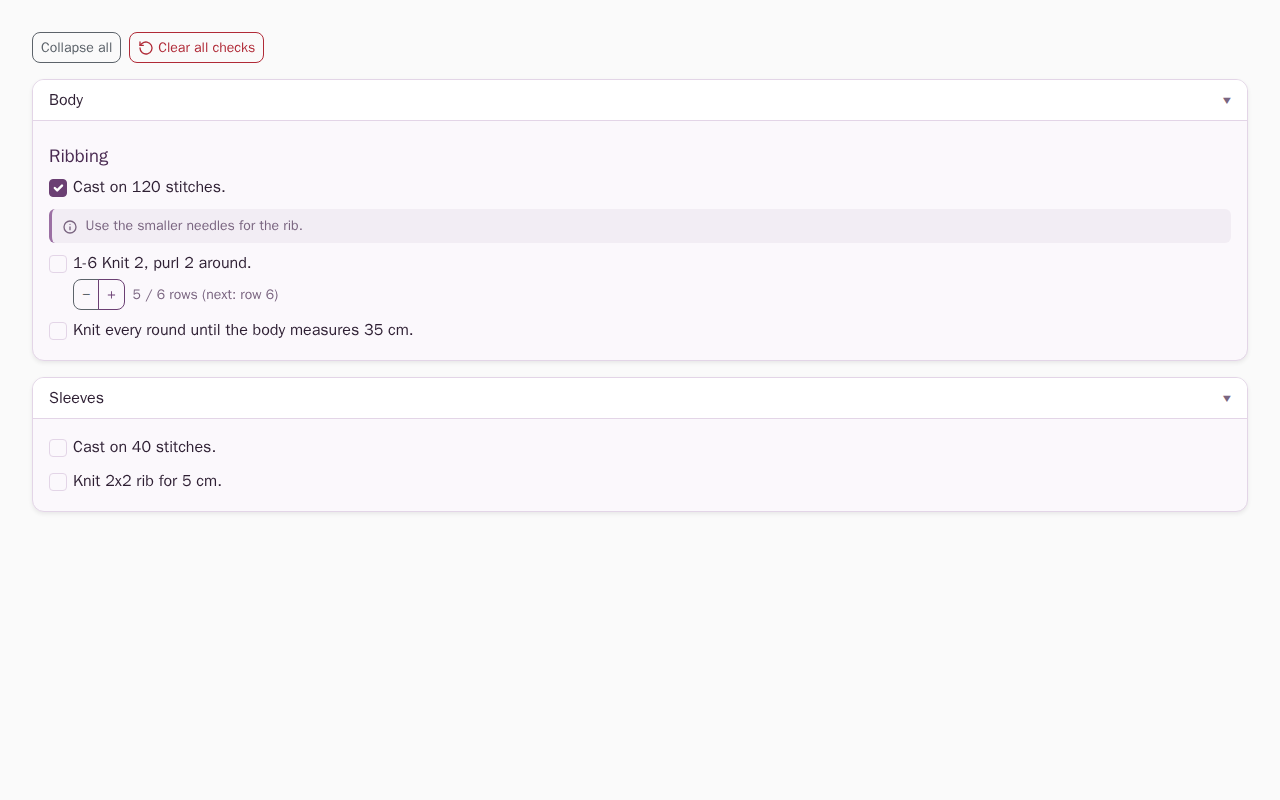 Collapse all
Clear all checks
Body
Ribbing
Cast on 120 stitches.
Use the smaller needles for the rib.
1-6 Knit 2, purl 2 around.
− + 5 / 6 rows (next: row 6)
Knit every round until the body measures 35 cm.
Sleeves
Cast on 40 stitches.
Knit 2x2 rib for 5 cm.